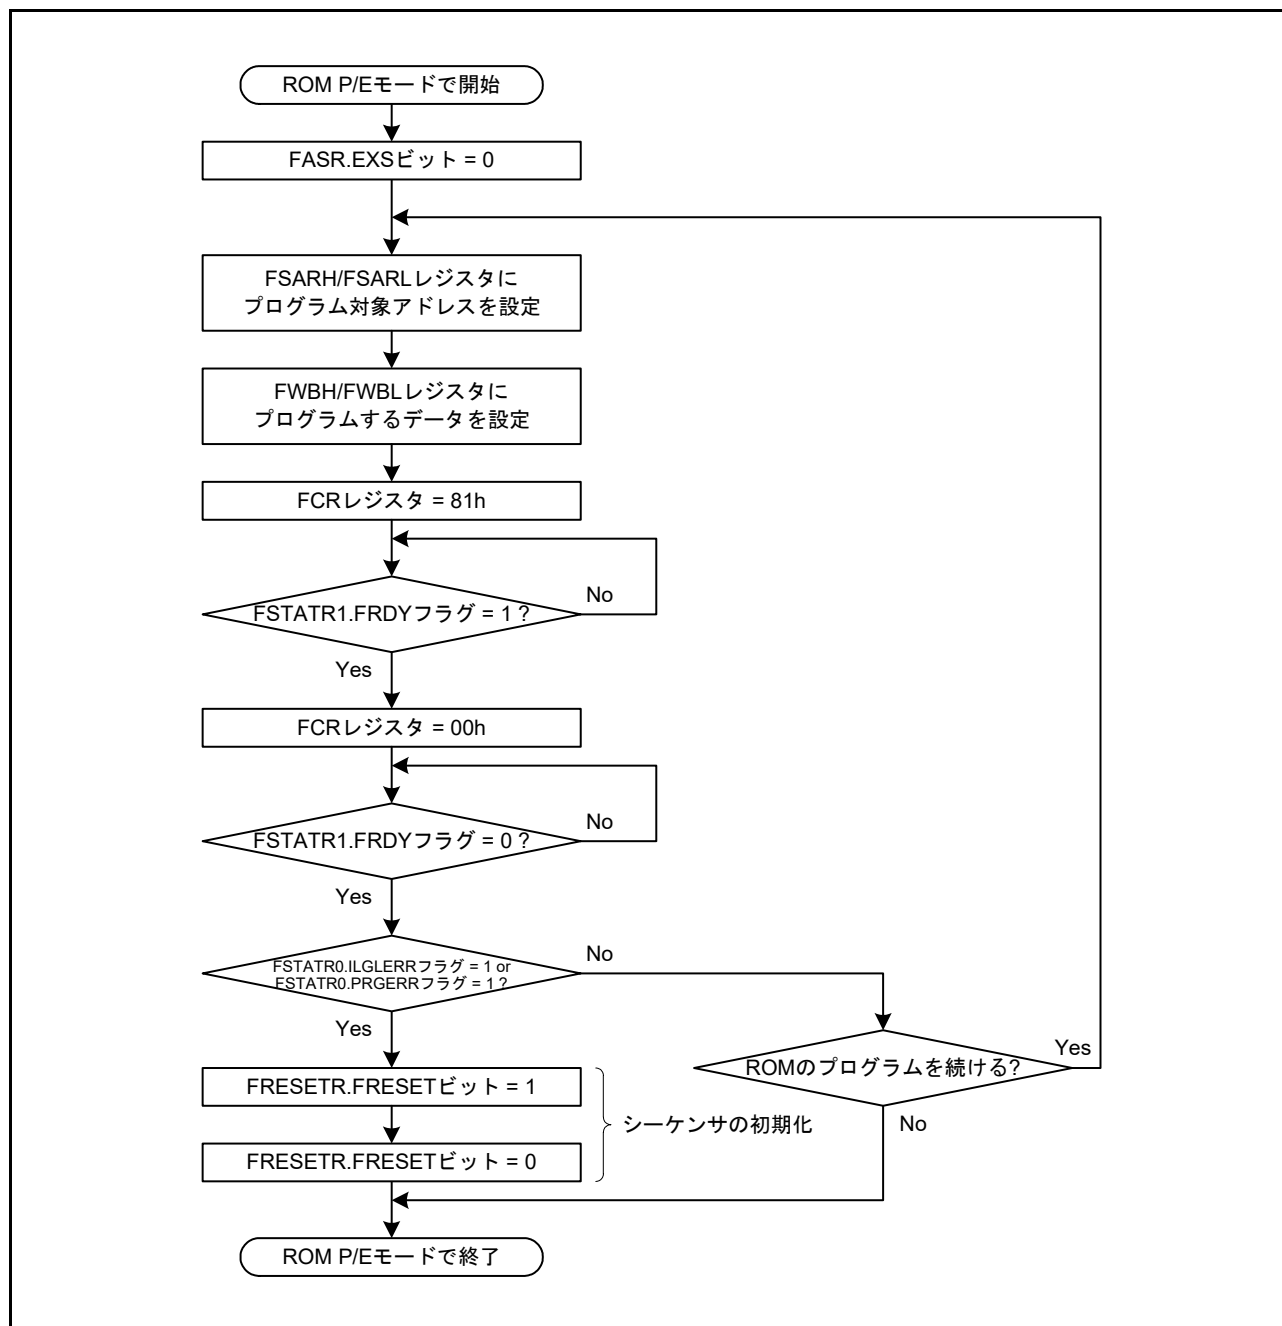 ROM P/Eモードで開始
FASR.EXSビット = 0
FSARH/FSARLレジスタに
プログラム対象アドレスを設定
FWBH/FWBLレジスタに
プログラムするデータを設定
FCRレジスタ = 81h
FSTATR1.FRDYフラグ = 1 ?
No
Yes
FCRレジスタ = 00h
FSTATR1.FRDYフラグ = 0 ?
No
Yes
FSTATR0.ILGLERRフラグ = 1 or
FSTATR0.PRGERRフラグ = 1 ?
No
Yes
ROMのプログラムを続ける?
Yes
No
FRESETR.FRESETビット = 1
シーケンサの初期化
FRESETR.FRESETビット = 0
ROM P/Eモードで終了